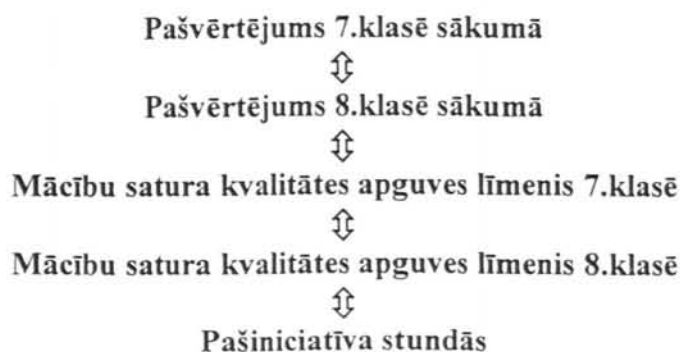 Pašvērtējums 7.klasē sākumā
⇕
Pašvērtējums 8.klasē sākumā
⇕
Mācību satura kvalitātes apguves līmenis 7.klasē
⇕
Mācību satura kvalitātes apguves līmenis 8.klasē
⇕
Pašiniciatīva stundās